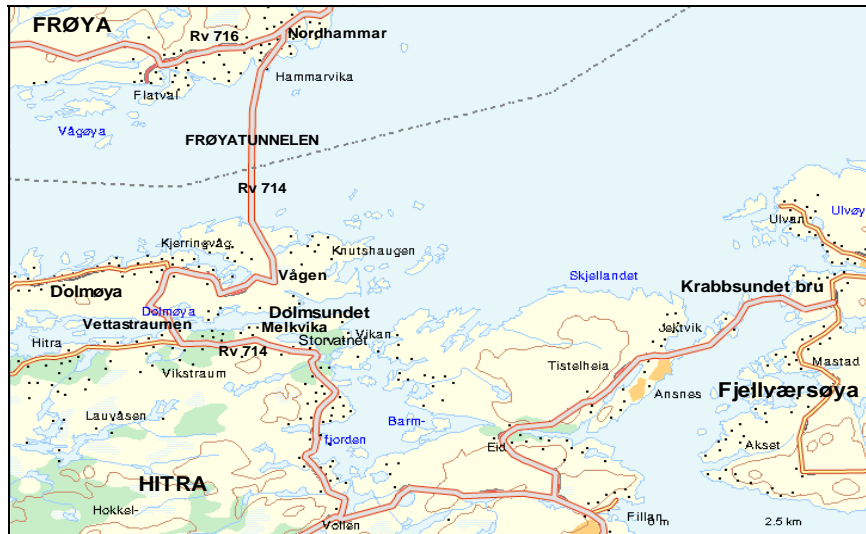 FRØYA
Rv 716
Nordhammar
Hammarvika
Flatval
Vågøya
FRØYATUNNELEN
Rv 714
Ulvan
Ulvøy
Kjerringvåg
Knutshaugen
Vågen
Skjellandet
Krabbsundet bru
Dolmøya
Dolmøya
Dolmsundet
Vettastraumen
Melkvika
Vikan
Jektvik
Hitra
Storvatnet
Rv 714
Vikstraum
Tistelheia
Mastad
Ansnes
Fjellværsøya
Lauvåsen
Barm-
fjorden
Eid
Akset
HITRA
Hokkel-
Vollen
Fillan
0 m
2.5 km